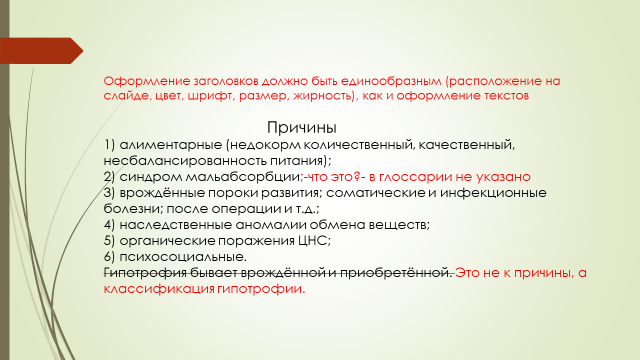 Оформление заголовков должно быть единообразным (расположение на
слайде, цвет, шрифт, размер, жирность), как и оформление текстов
Причины
1) алиментарные (недокорм количественный, качественный,
несбалансированность питания);
2) синдром мальабсорбции;-что это?- в глоссарии не указано
3) врождённые пороки развития; соматические и инфекционные
болезни; после операции и т.д.;
4) наследственные аномалии обмена веществ;
5) органические поражения ЦНС;
6) психосоциальные.
Гипотрофия бывает врождённой и приобретённой. Это не к причины, а
классификация гипотрофии.